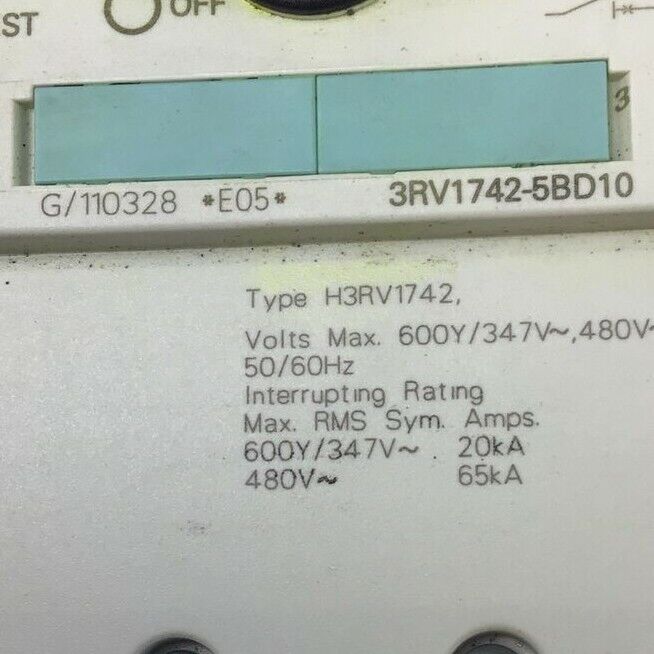 ST OFF
3
G/110328 *E05* 3RV1742-5BD10
Type H3RV1742,
Volts Max. 600Y/347V~,480V~
50/60Hz
Interrupting Rating
Max. RMS Sym. Amps.
600Y/347V~ . 20kA
480V~ 65kA